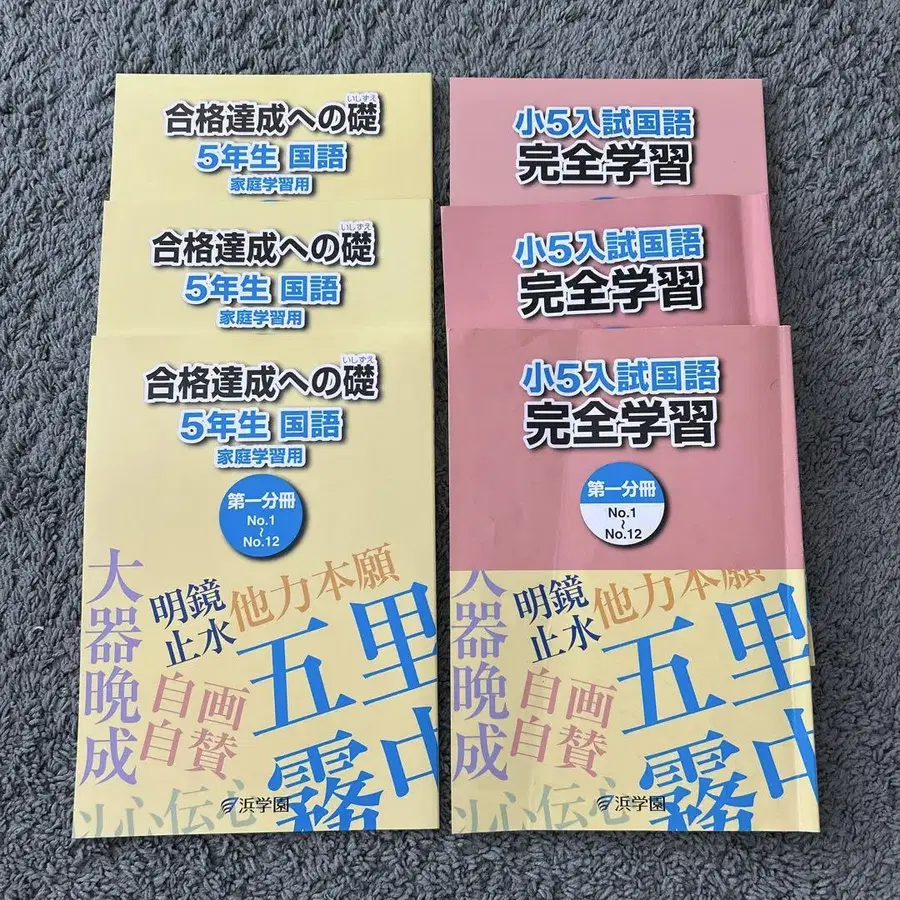 合格達成への礎
いしずえ
5年生 国語
家庭学習用
合格達成への礎
いしずえ
5年生 国語
家庭学習用
合格達成への礎
いしずえ
5年生 国語
家庭学習用
第一分冊
No.1
～
No.12
大器晩成
明鏡
止水
他力本願
五里
霧中
自画
自賛
以心伝心
浜学園
小5入試国語
完全学習
小5入試国語
完全学習
小5入試国語
完全学習
第一分冊
No.1
～
No.12
大器晩成
明鏡
止水
他力本願
五里
霧中
自画
自賛
以心伝心
浜学園